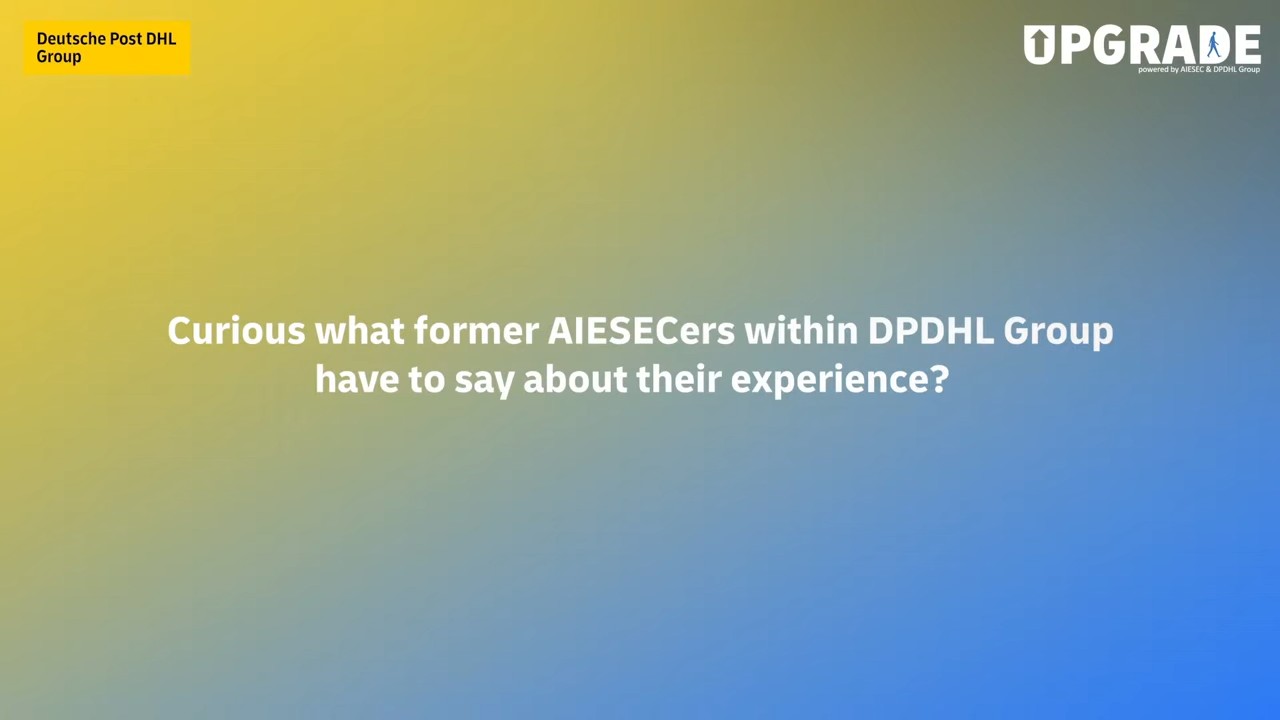 Deutsche Post DHL
Group
UPGRADE
powered by AIESEC & DPDHL Group
Curious what former AIESECers within DPDHL Group
have to say about their experience?